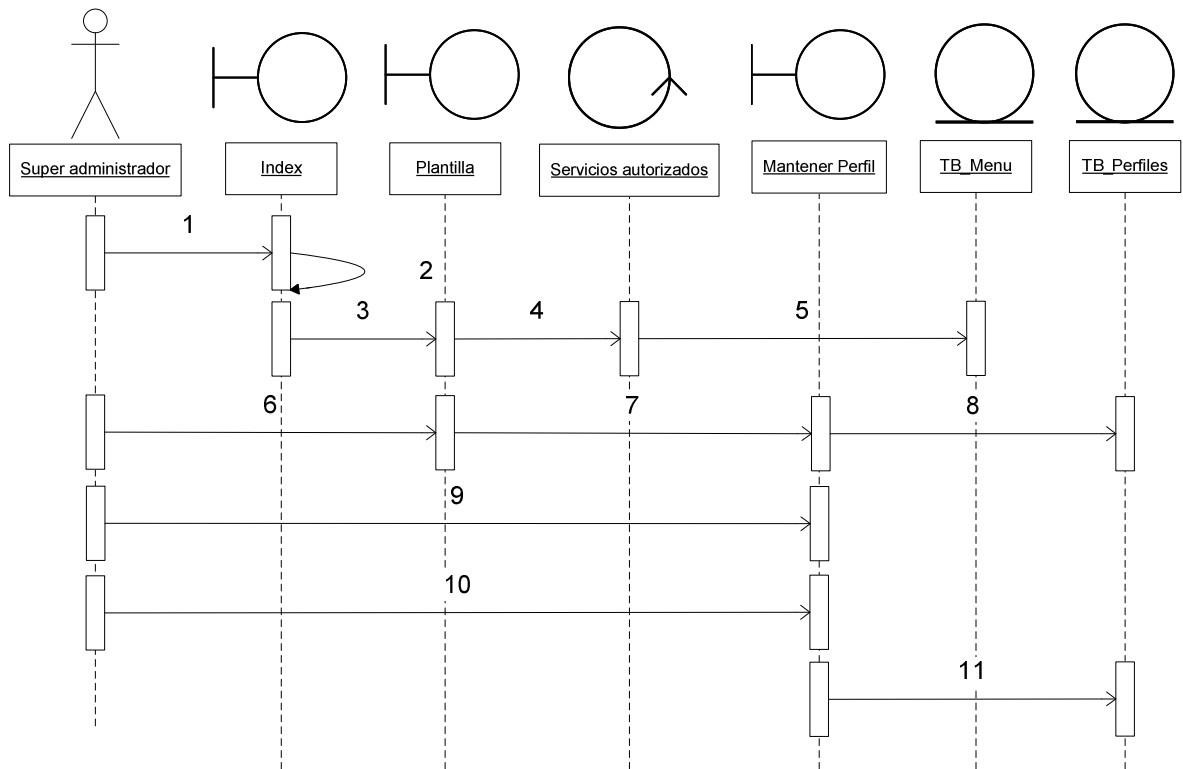 Super administrador
Index
Plantilla
Servicios autorizados
Mantener Perfil
TB_Menu
TB_Perfiles
1
2
3
4
5
6
7
8
9
10
11